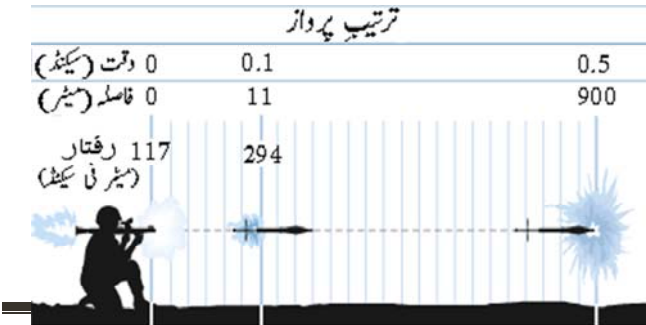 ترتیبِ پرواز
وقت (سیکنڈ) 0 0.1 0.5
فاصلہ (میٹر) 0 11 900
رفتار 117 294
(میٹر فی سیکنڈ)